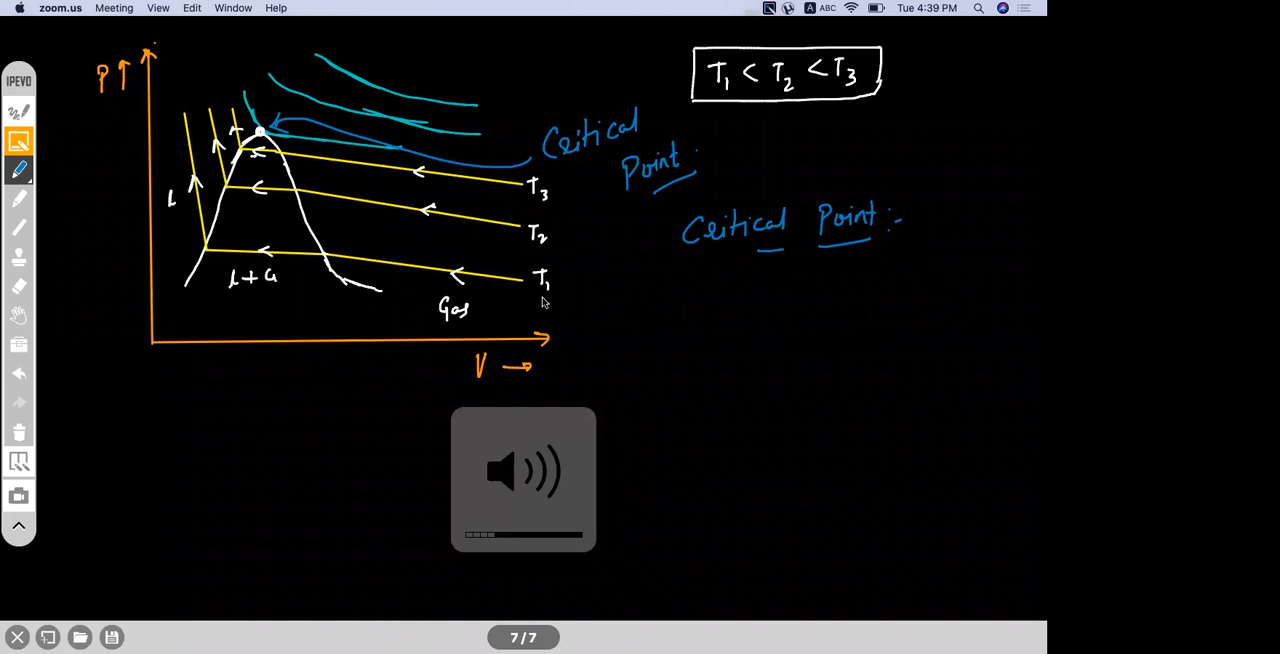 zoom.us Meeting View Window Help
A ABC Tue 4:39 PM
IPEVO
P↑
T₁ < T₂ < T₃
Critical
Point
T₃
Critical Point :-
T₂
L
L + G
T₁
Gas
V →
7 / 7